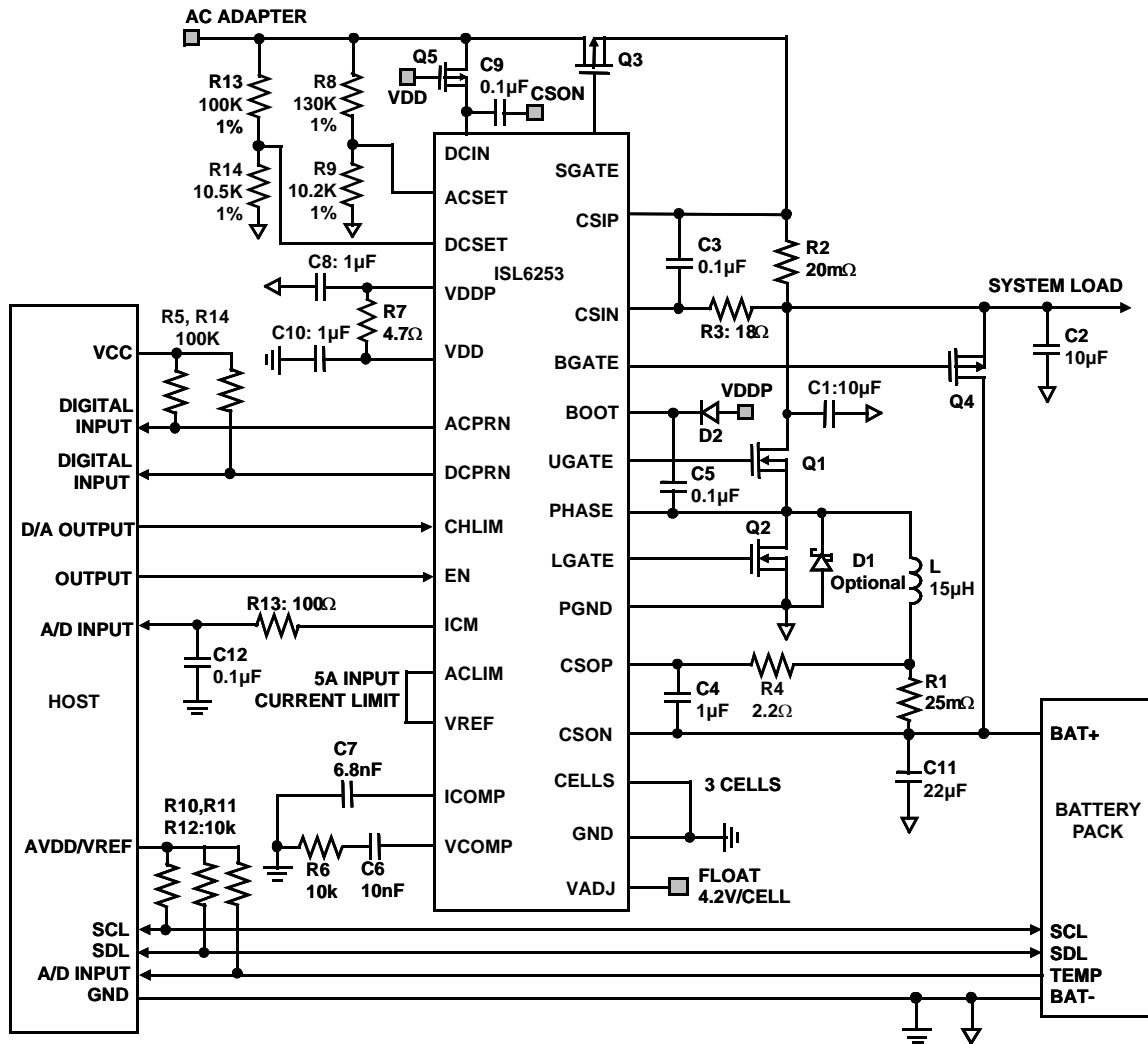 AC ADAPTER
R13
100K
1%
R8
130K
1%
Q5
VDD
C9
0.1µF
CSON
Q3
R14
10.5K
1%
R9
10.2K
1%
DCIN
SGATE
ACSET
CSIP
DCSET
ISL6253
C3
0.1µF
R2
20mΩ
C8: 1µF
VDDP
R7
4.7Ω
CSIN
R3: 18Ω
SYSTEM LOAD
C10: 1µF
VDD
BGATE
C2
10µF
Q4
R5, R14
100K
VCC
DIGITAL
INPUT
ACPRN
BOOT
D2
VDDP
C1:10µF
DIGITAL
INPUT
DCPRN
UGATE
C5
0.1µF
Q1
D/A OUTPUT
CHLIM
PHASE
Q2
OUTPUT
EN
LGATE
D1
Optional
L
15µH
A/D INPUT
R13: 100Ω
ICM
PGND
C12
0.1µF
HOST
5A INPUT
CURRENT LIMIT
ACLIM
VREF
CSOP
C4
1µF
R4
2.2Ω
R1
25mΩ
CSON
BAT+
C7
6.8nF
ICOMP
CELLS
3 CELLS
C11
22µF
BATTERY
PACK
R10,R11
R12:10k
AVDD/VREF
R6
10k
C6
10nF
VCOMP
GND
VADJ
FLOAT
4.2V/CELL
SCL
SCL
SDL
SDL
A/D INPUT
TEMP
GND
BAT-